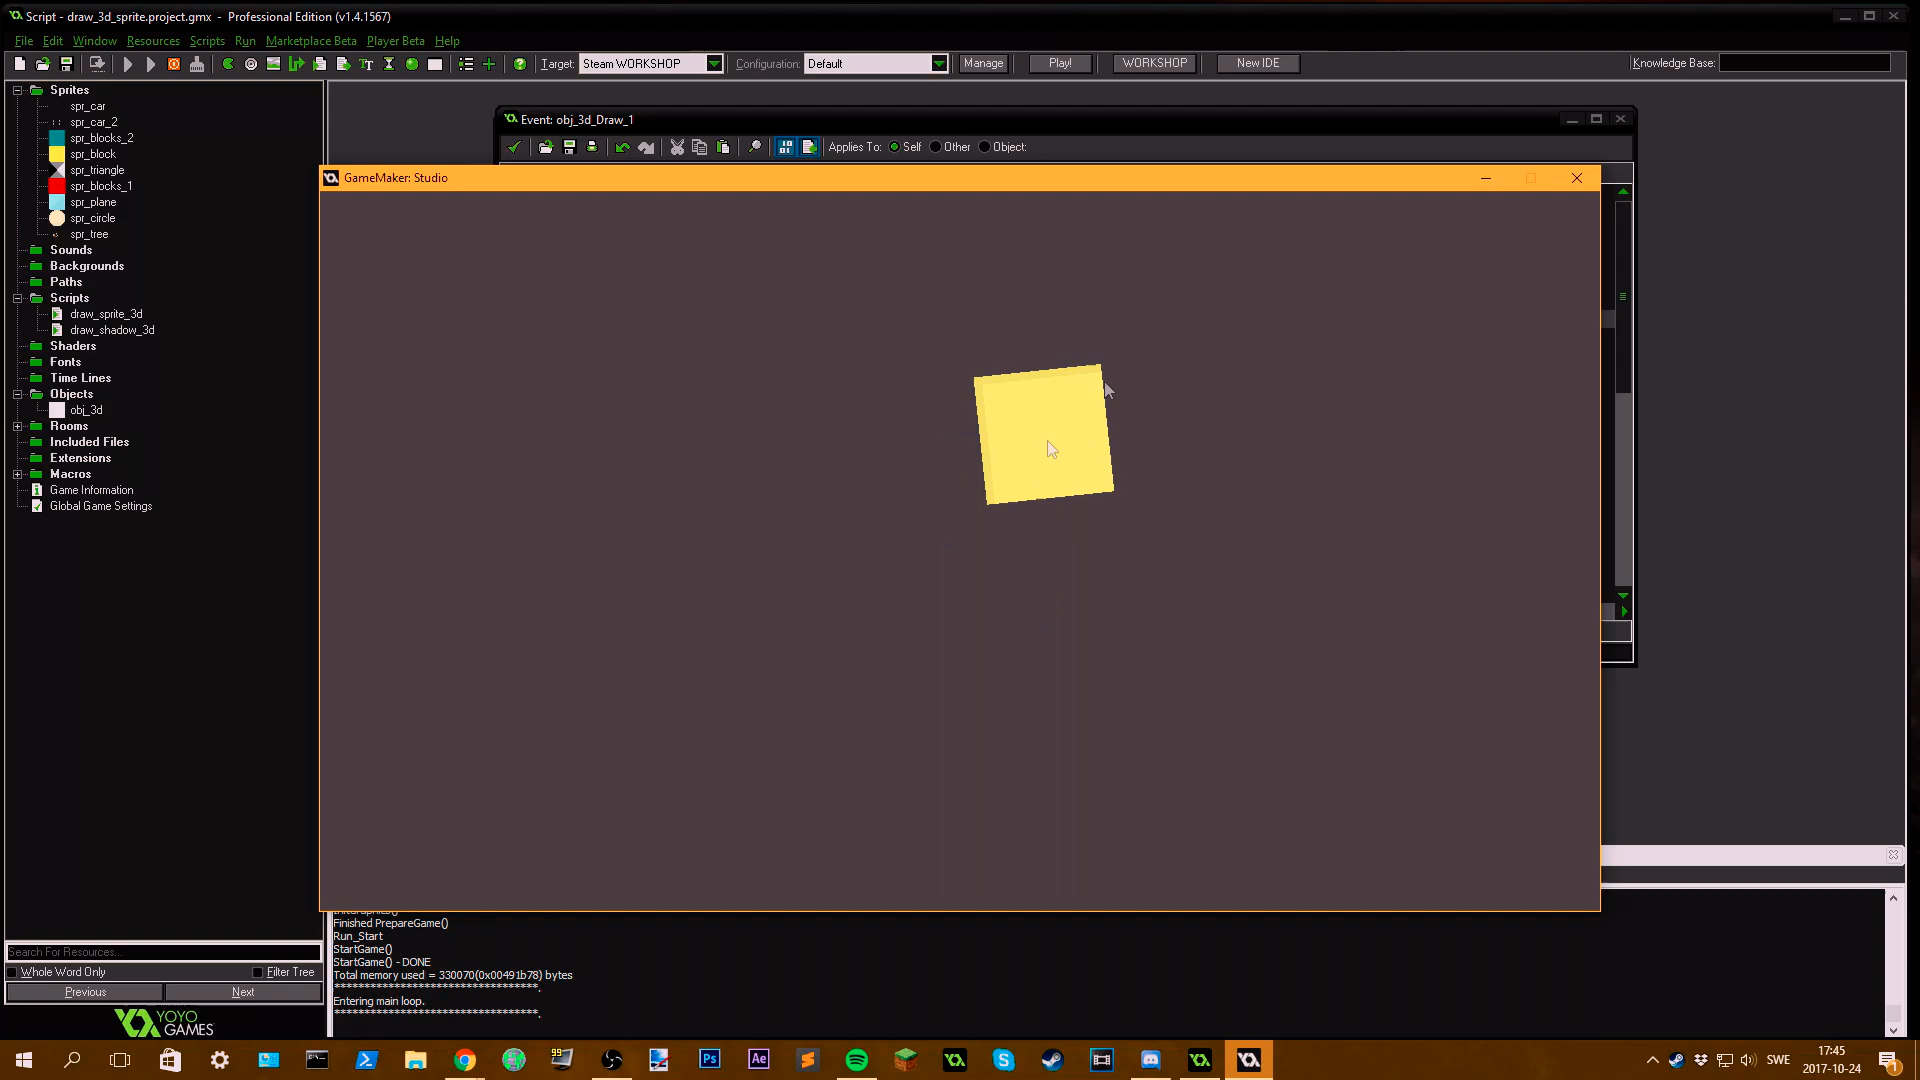 Script - draw_3d_sprite.project.gmx - Professional Edition (v1.4.1567)
File Edit Window Resources Scripts Run Marketplace Beta Player Beta Help
Target: Steam WORKSHOP Configuration: Default Manage Play! WORKSHOP New IDE Knowledge Base:
Sprites
spr_car
spr_car_2
spr_blocks_2
spr_block
spr_triangle
spr_blocks_1
spr_plane
spr_circle
spr_tree
Sounds
Backgrounds
Paths
Scripts
draw_sprite_3d
draw_shadow_3d
Shaders
Fonts
Time Lines
Objects
obj_3d
Rooms
Included Files
Extensions
Macros
Game Information
Global Game Settings
Event: obj_3d_Draw_1
Applies To: Self Other Object:
GameMaker: Studio
Finished PrepareGame()
Run_Start
StartGame()
StartGame() - DONE
Total memory used = 330070(0x00491b78) bytes
*********************************.
Entering main loop.
*********************************.
Search For Resources...
Whole Word Only Filter Tree
Previous Next
YOYO
GAMES
99
Ps
Ae
SWE
17:45
2017-10-24
1